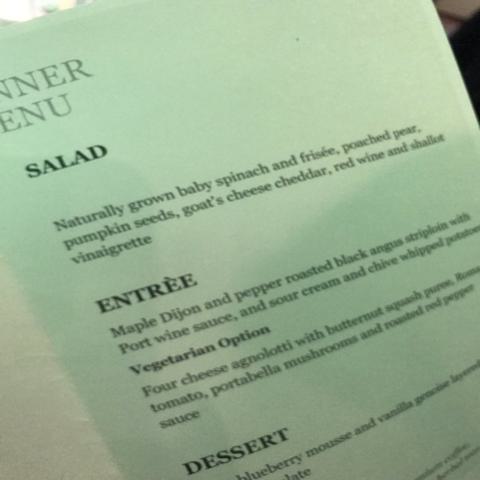 NNER
ENU
SALAD
Naturally grown baby spinach and frisée, poached pear,
pumpkin seeds, goat's cheese cheddar, red wine and shallot
vinaigrette
ENTRÈE
Maple Dijon and pepper roasted black angus striploin with
Port wine sauce, and sour cream and chive whipped potatoes
Vegetarian Option
Four cheese agnolotti with butternut squash puree, Roma
tomato, portabella mushrooms and roasted red pepper
sauce
DESSERT
blueberry mousse and vanilla genoise layered